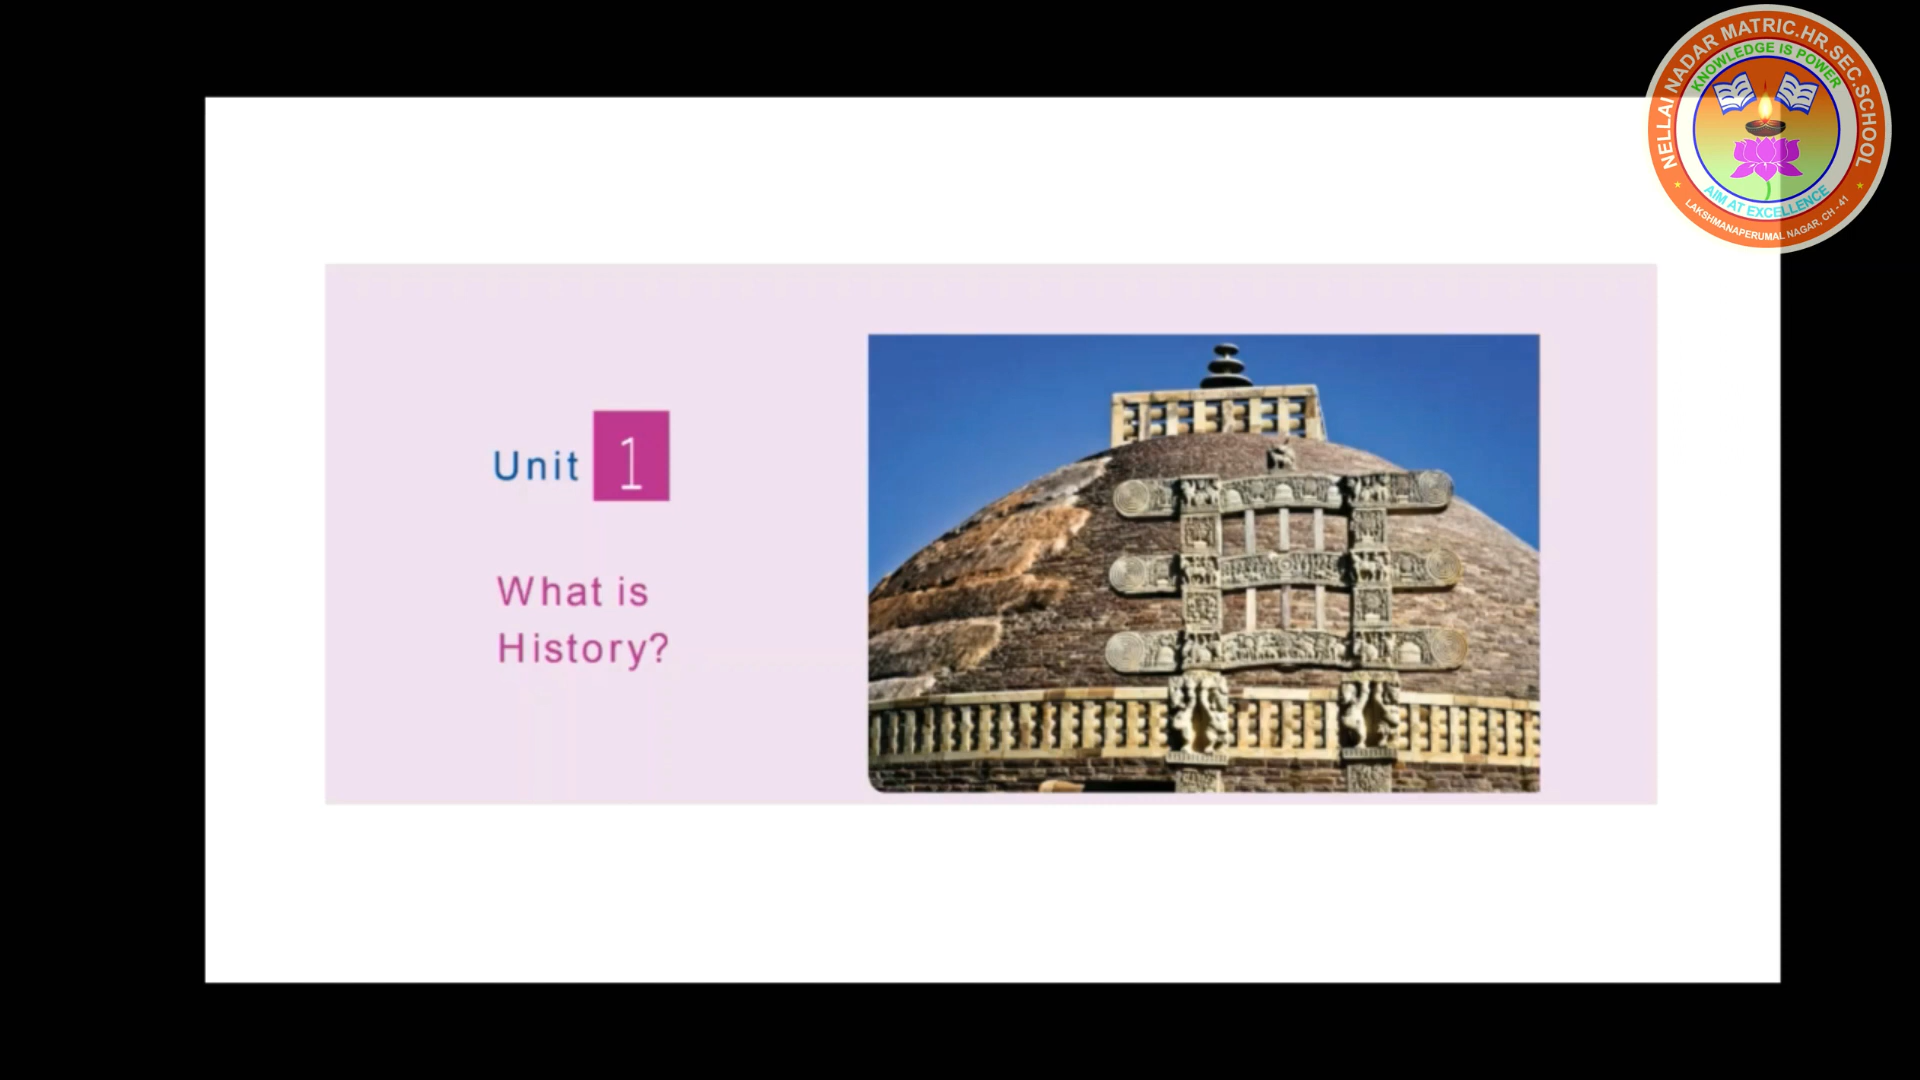 NELLAI NADAR MATRIC.HR.SEC.SCHOOL
KNOWLEDGE IS POWER
AIM AT EXCELLENCE
LAKSHMANAPERUMAL NAGAR, CH - 41
Unit 1
What is
History?